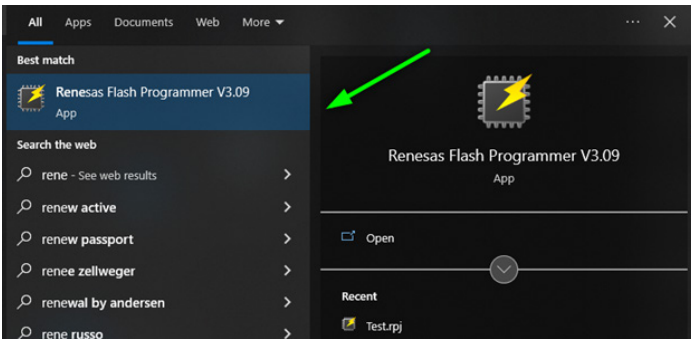 All Apps Documents Web More
Best match
Renesas Flash Programmer V3.09
App
Search the web
rene - See web results
renew active
renew passport
renee zellweger
renewal by andersen
rene russo
Renesas Flash Programmer V3.09
App
Open
Recent
Test.rpj